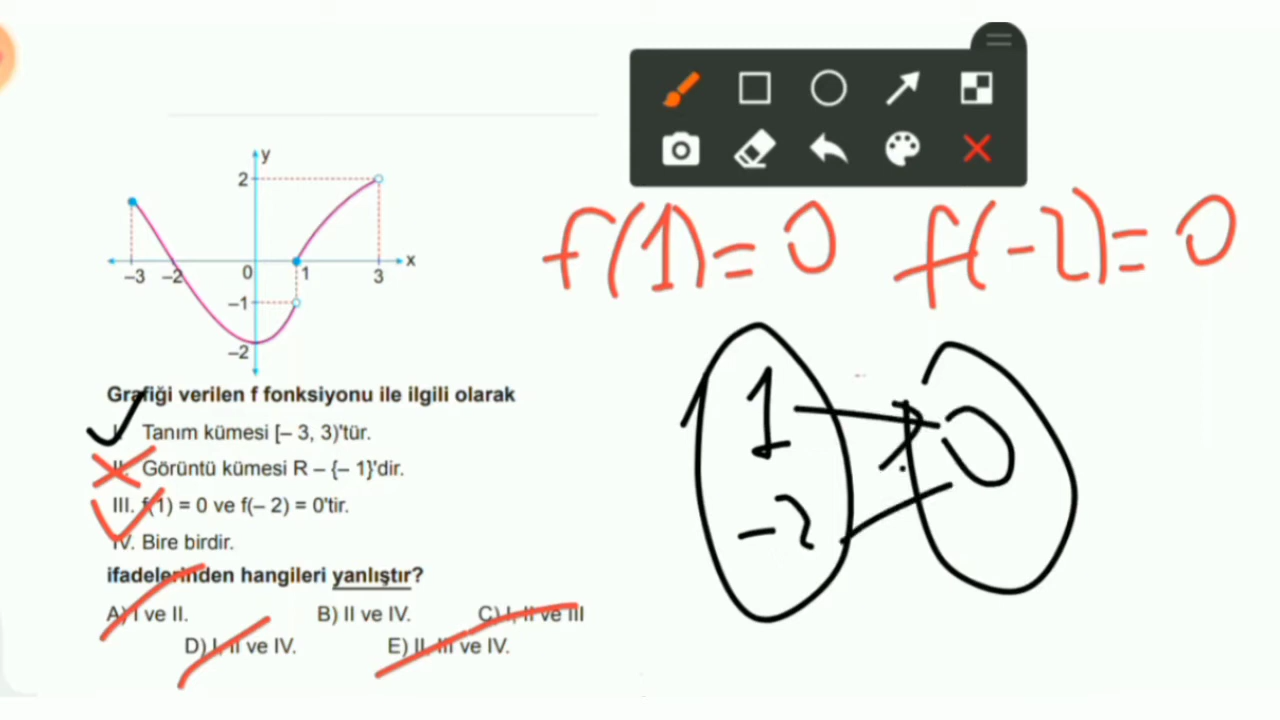 y
2
–3 –2 0 1 3 x
–1
–2
f(1)=0 f(-2)=0
1 0
-2
Grafiği verilen f fonksiyonu ile ilgili olarak
I. Tanım kümesi [– 3, 3)'tür.
II. Görüntü kümesi R – {– 1}'dir.
III. f(1) = 0 ve f(– 2) = 0'tir.
IV. Bire birdir.
ifadelerinden hangileri yanlıştır?
A) I ve II. B) II ve IV. C) I, II ve III
D) I, II ve IV. E) II, III ve IV.